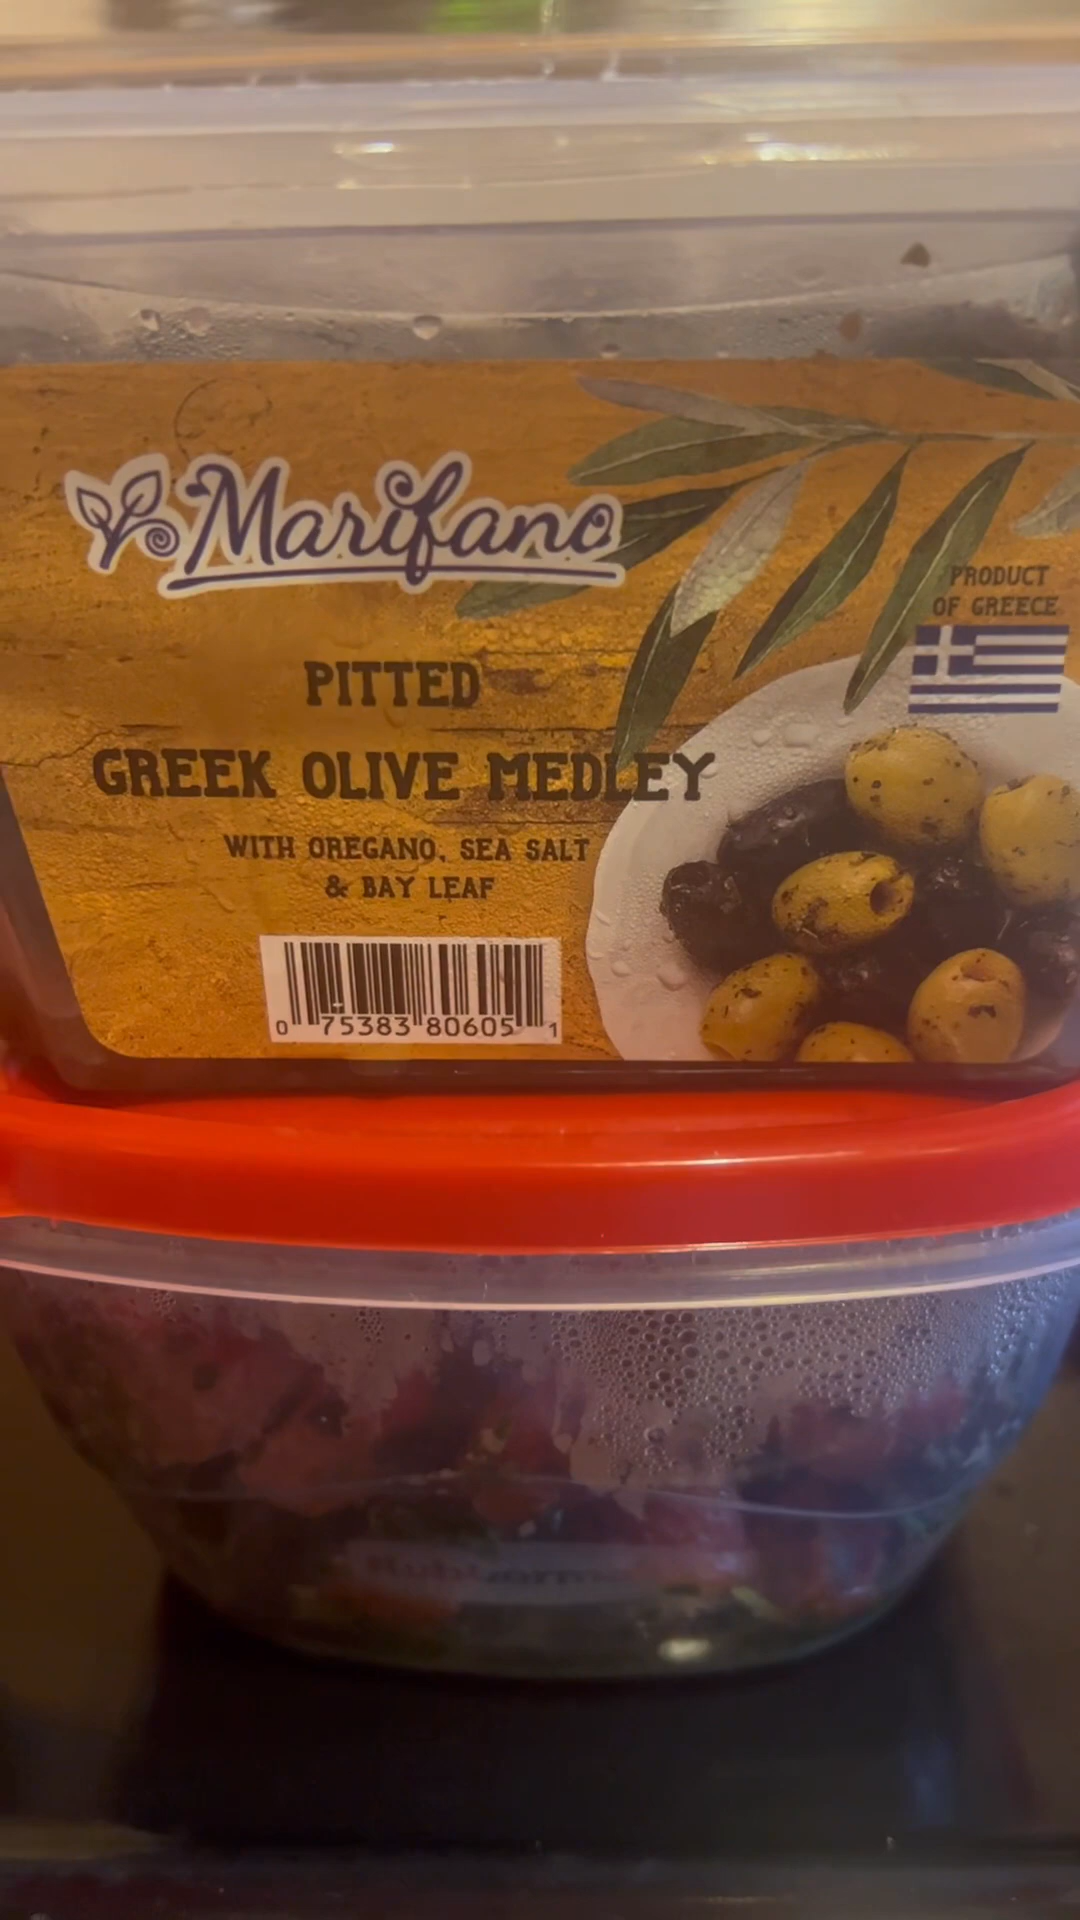 Marifano
PRODUCT
OF GREECE
PITTED
GREEK OLIVE MEDLEY
WITH OREGANO, SEA SALT
& BAY LEAF
0 75383 80605 1